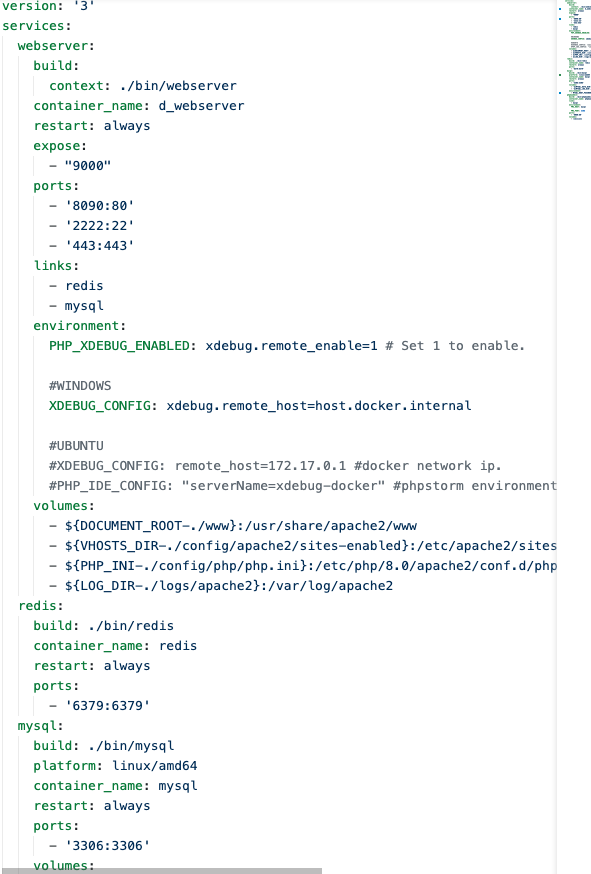 version: '3'
services:
  webserver:
    build:
      context: ./bin/webserver
    container_name: d_webserver
    restart: always
    expose:
      - "9000"
    ports:
      - '8090:80'
      - '2222:22'
      - '443:443'
    links:
      - redis
      - mysql
    environment:
      PHP_XDEBUG_ENABLED: xdebug.remote_enable=1 # Set 1 to enable.
      #WINDOWS
      XDEBUG_CONFIG: xdebug.remote_host=host.docker.internal
      #UBUNTU
      #XDEBUG_CONFIG: remote_host=172.17.0.1 #docker network ip.
      #PHP_IDE_CONFIG: "serverName=xdebug-docker" #phpstorm environment
    volumes:
      - ${DOCUMENT_ROOT-./www}:/usr/share/apache2/www
      - ${VHOSTS_DIR-./config/apache2/sites-enabled}:/etc/apache2/sites
      - ${PHP_INI-./config/php/php.ini}:/etc/php/8.0/apache2/conf.d/php
      - ${LOG_DIR-./logs/apache2}:/var/log/apache2
  redis:
    build: ./bin/redis
    container_name: redis
    restart: always
    ports:
      - '6379:6379'
  mysql:
    build: ./bin/mysql
    platform: linux/amd64
    container_name: mysql
    restart: always
    ports:
      - '3306:3306'
    volumes: